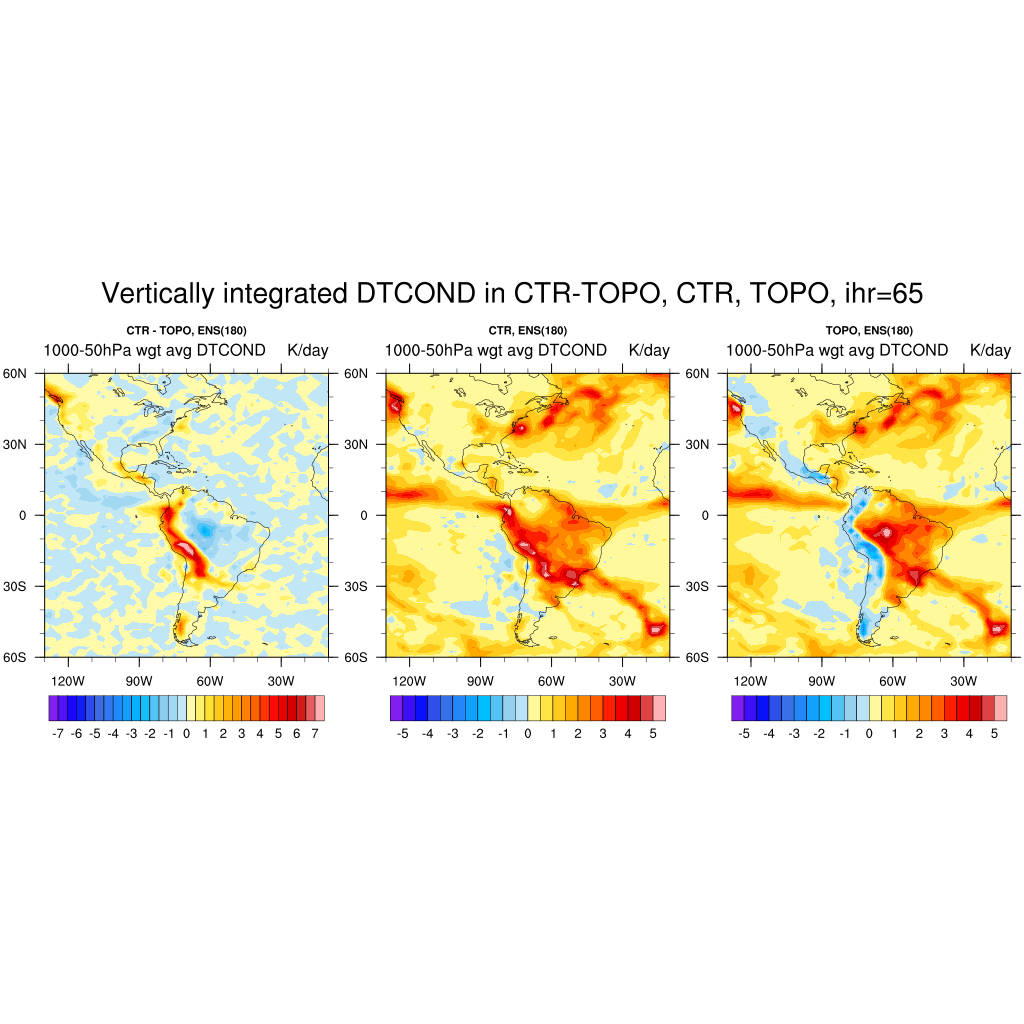 Vertically integrated DTCOND in CTR-TOPO, CTR, TOPO, ihr=65
CTR - TOPO, ENS(180)
1000-50hPa wgt avg DTCOND K/day
60N
30N
0
30S
60S
120W 90W 60W 30W
-7 -6 -5 -4 -3 -2 -1 0 1 2 3 4 5 6 7
CTR, ENS(180)
1000-50hPa wgt avg DTCOND K/day
60N
30N
0
30S
60S
120W 90W 60W 30W
-5 -4 -3 -2 -1 0 1 2 3 4 5
TOPO, ENS(180)
1000-50hPa wgt avg DTCOND K/day
60N
30N
0
30S
60S
120W 90W 60W 30W
-5 -4 -3 -2 -1 0 1 2 3 4 5